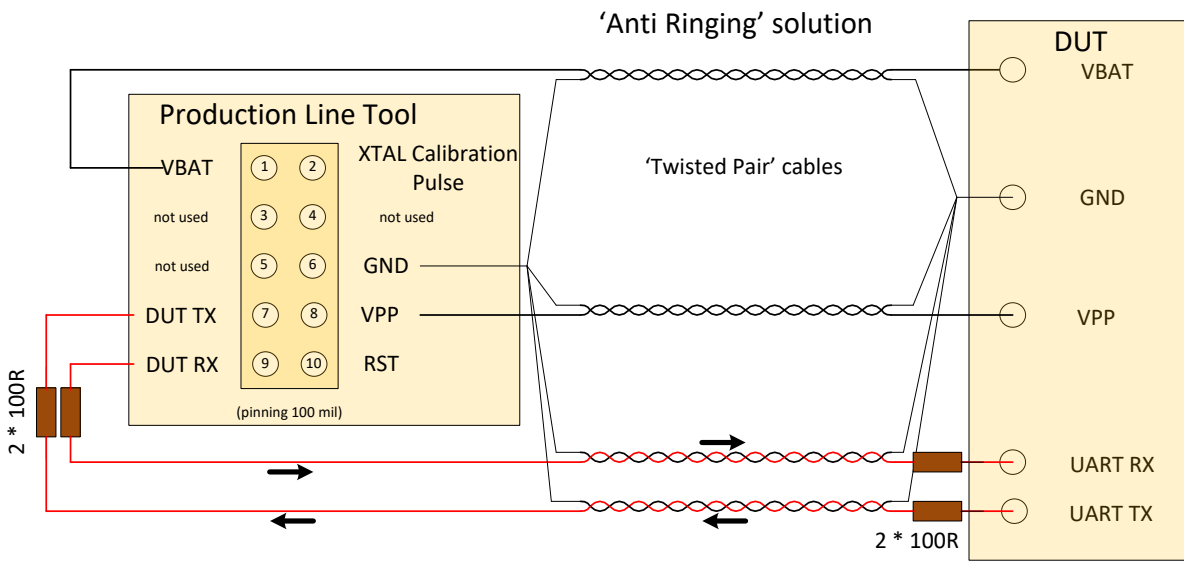 ‘Anti Ringing’ solution
DUT
VBAT
Production Line Tool
VBAT
1
2
XTAL Calibration
Pulse
‘Twisted Pair’ cables
GND
not used
3
4
not used
not used
5
6
GND
DUT TX
7
8
VPP
VPP
DUT RX
9
10
RST
2 * 100R
(pinning 100 mil)
UART RX
UART TX
2 * 100R